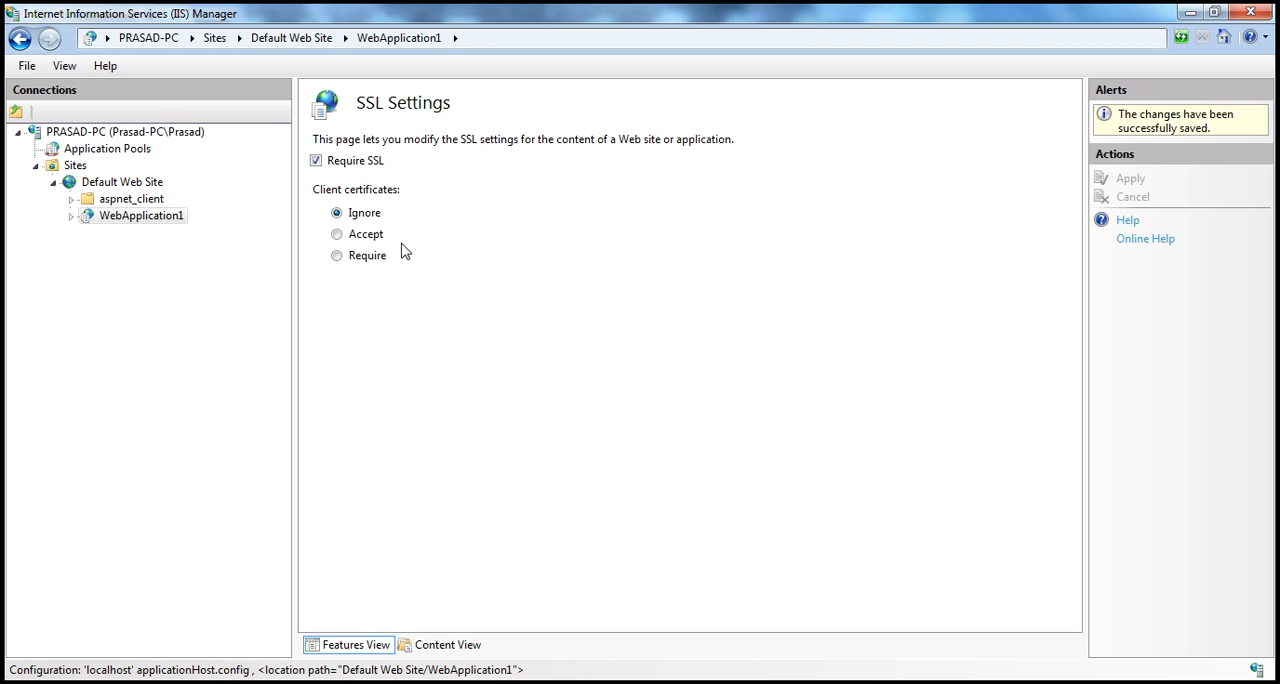 Internet Information Services (IIS) Manager
PRASAD-PC Sites Default Web Site WebApplication1
File View Help
Connections
PRASAD-PC (Prasad-PC\Prasad)
Application Pools
Sites
Default Web Site
aspnet_client
WebApplication1
SSL Settings
This page lets you modify the SSL settings for the content of a Web site or application.
Require SSL
Client certificates:
Ignore
Accept
Require
Features View Content View
Alerts
The changes have been
successfully saved.
Actions
Apply
Cancel
Help
Online Help
Configuration: 'localhost' applicationHost.config , <location path="Default Web Site/WebApplication1">